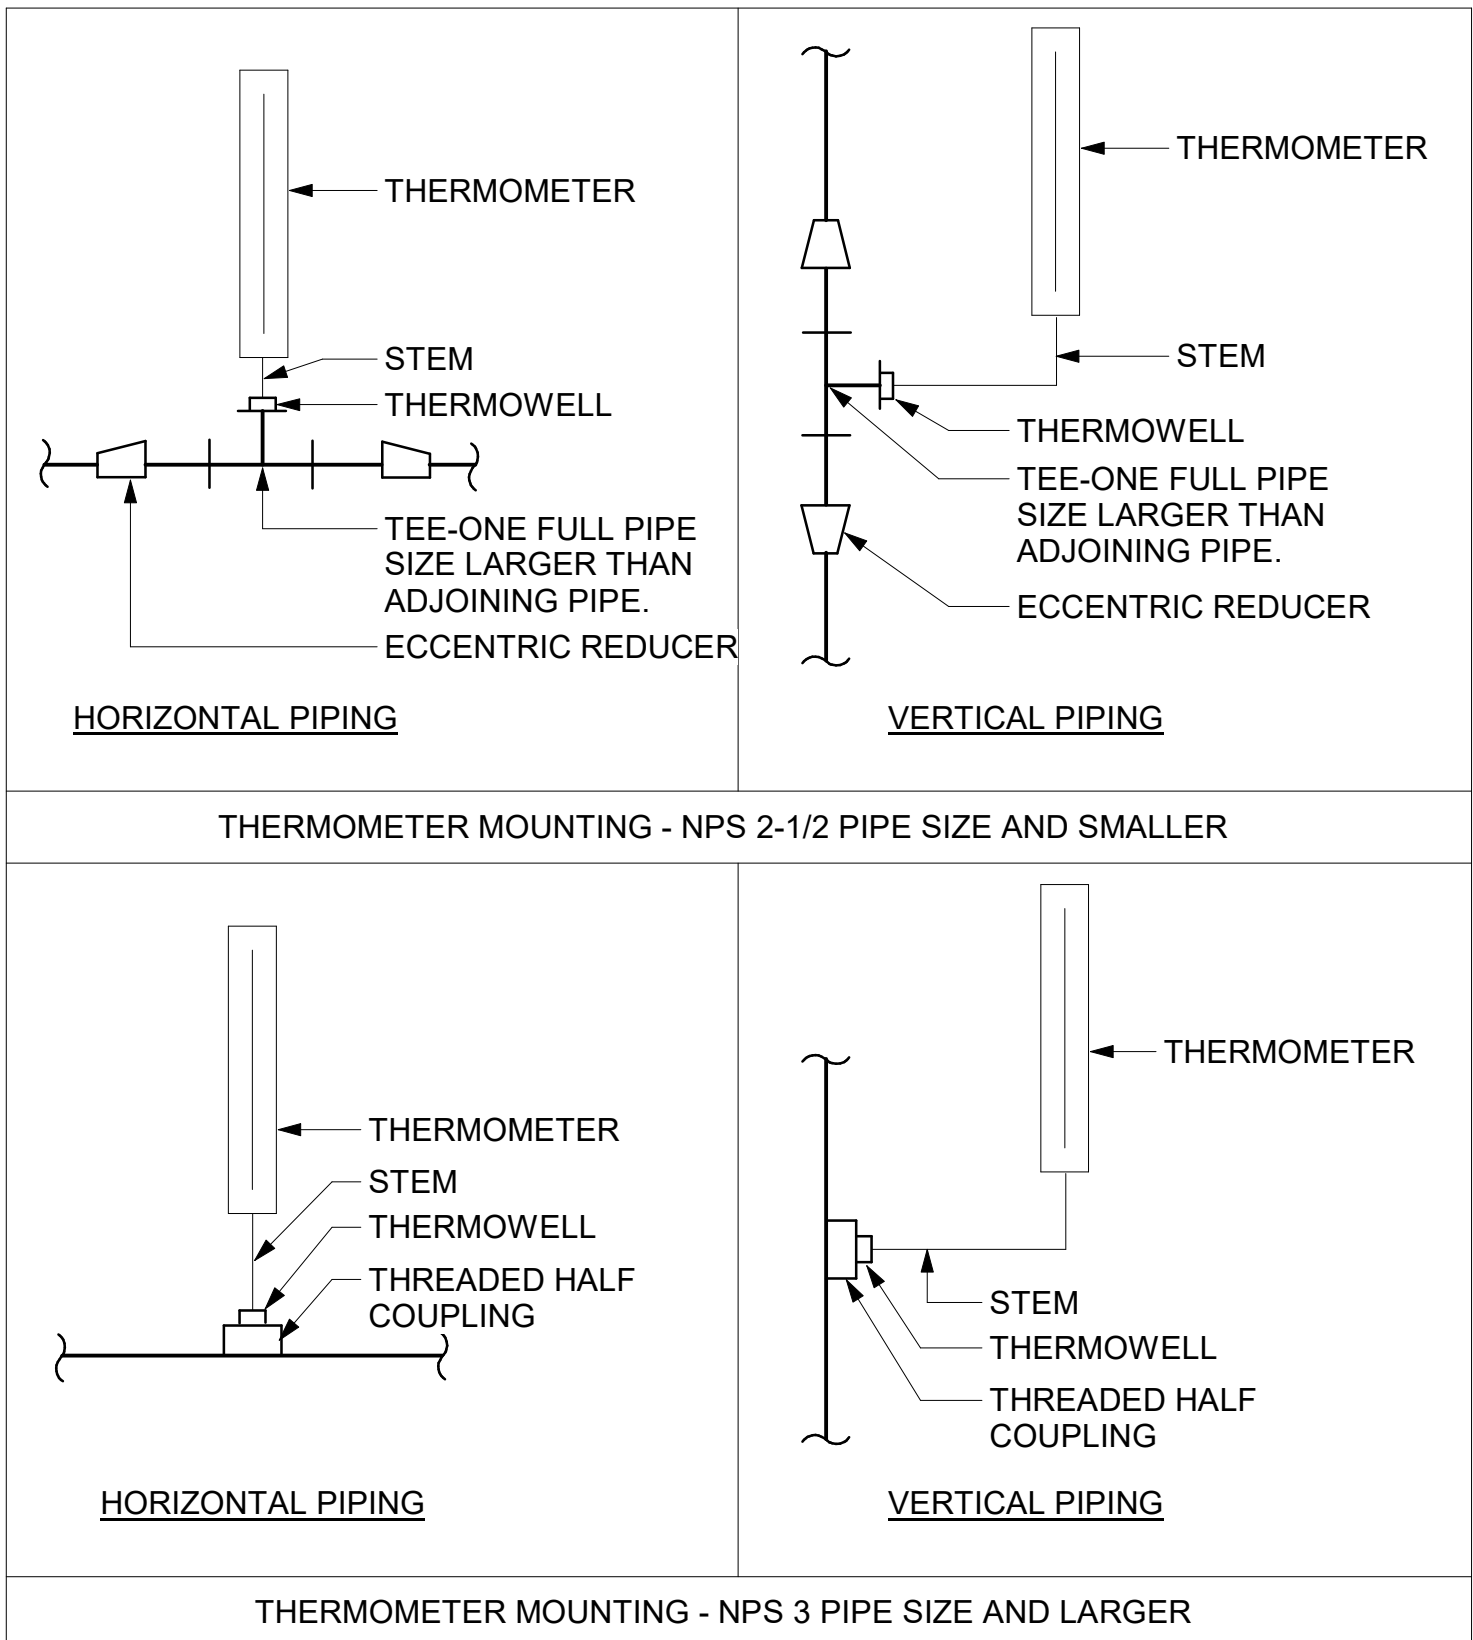 THERMOMETER
STEM
THERMOWELL
TEE-ONE FULL PIPE
SIZE LARGER THAN
ADJOINING PIPE.
ECCENTRIC REDUCER
HORIZONTAL PIPING
THERMOMETER
STEM
THERMOWELL
TEE-ONE FULL PIPE
SIZE LARGER THAN
ADJOINING PIPE.
ECCENTRIC REDUCER
VERTICAL PIPING
THERMOMETER MOUNTING - NPS 2-1/2 PIPE SIZE AND SMALLER
THERMOMETER
STEM
THERMOWELL
THREADED HALF
COUPLING
HORIZONTAL PIPING
THERMOMETER
STEM
THERMOWELL
THREADED HALF
COUPLING
VERTICAL PIPING
THERMOMETER MOUNTING - NPS 3 PIPE SIZE AND LARGER